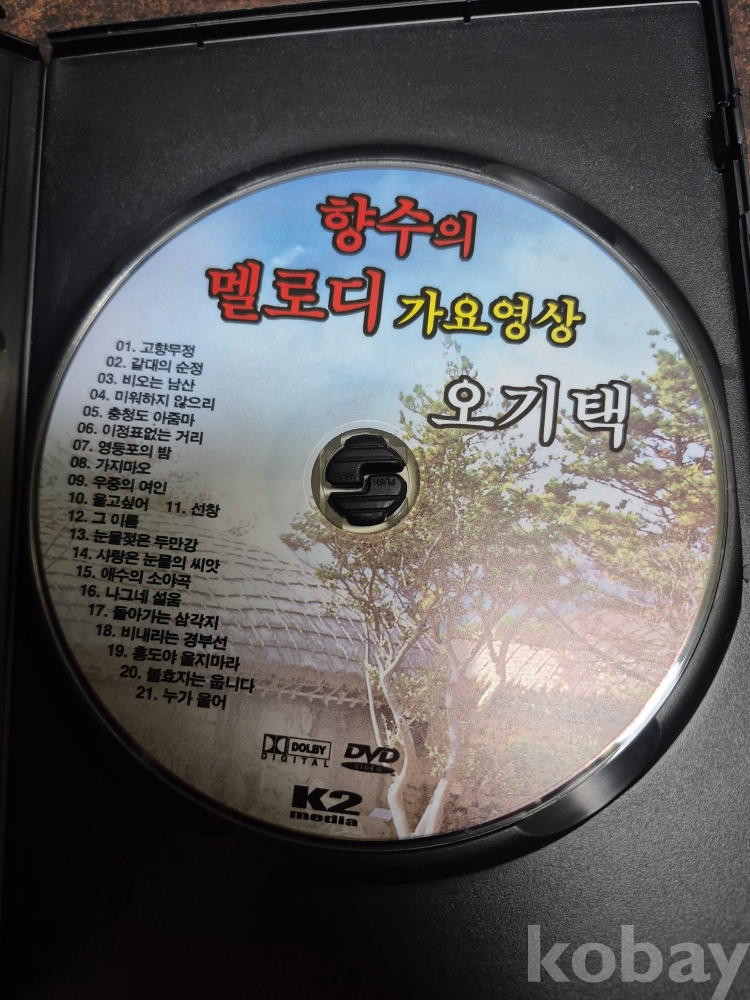 향수의
멜로디 가요영상
오기택
01. 고향무정
02. 갈대의 순정
03. 비오는 남산
04. 미워하지 않으리
05. 충청도 아줌마
06. 이정표없는 거리
07. 영등포의 밤
08. 가지마오
09. 우중의 여인
10. 울고싶어 11. 선창
12. 그 이름
13. 눈물젖은 두만강
14. 사랑은 눈물의 씨앗
15. 애수의 소야곡
16. 나그네 설움
17. 돌아가는 삼각지
18. 비내리는 경부선
19. 홍도야 울지마라
20. 불효자는 웁니다
21. 누가 울어
DOLBY
DIGITAL
DVD
VIDEO
K2
media
kobay